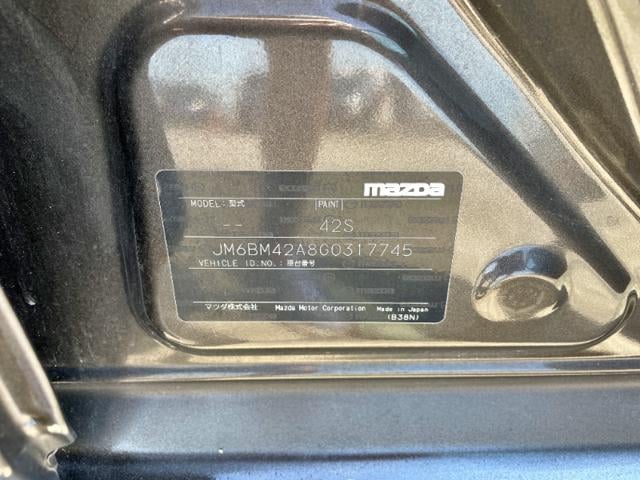 mazda
MODEL:型式
PAINT
--
42S
JM6BM42A8G0317745
VEHICLE ID.NO.:車台番号
マツダ株式会社
Mazda Motor Corporation
Made in Japan
(B38N)